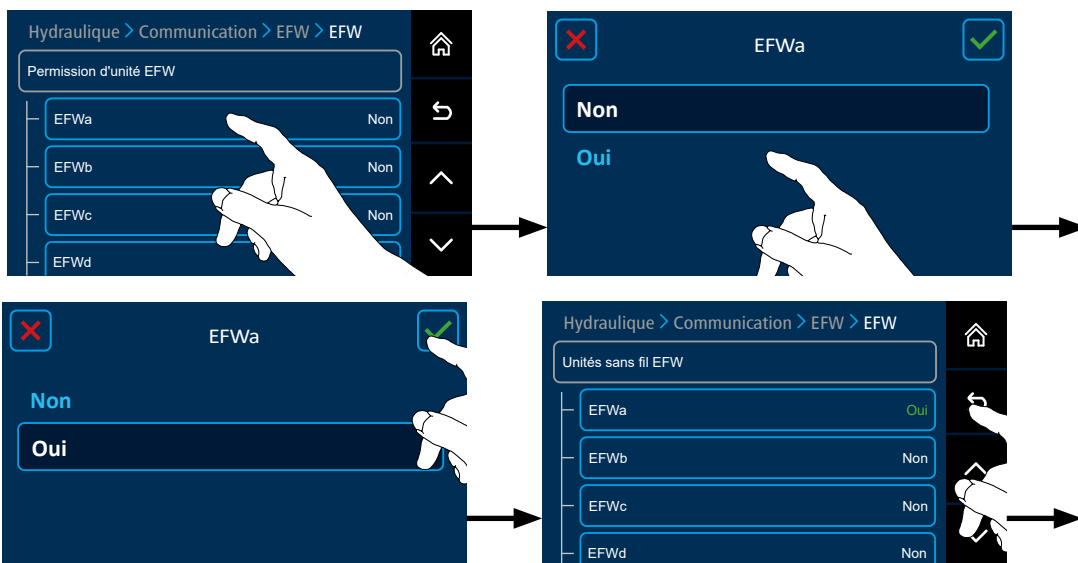 Hydraulique > Communication > EFW > EFW
Permission d'unité EFW
EFWa Non
EFWb Non
EFWc Non
EFWd
EFWa
Non
Oui
EFWa
Non
Oui
Hydraulique > Communication > EFW > EFW
Unités sans fil EFW
EFWa Oui
EFWb Non
EFWc Non
EFWd Non